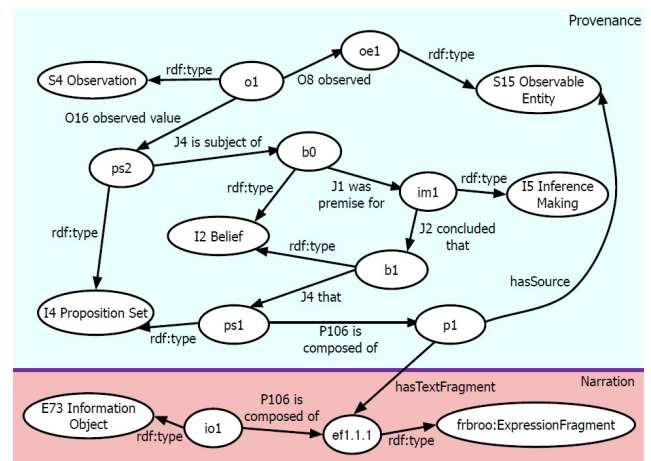 Provenance
oe1
rdf:type
rdf:type
S4 Observation
o1
O8 observed
S15 Observable
Entity
O16 observed value
J4 is subject of
b0
ps2
rdf:type
J1 was
premise for
im1
rdf:type
I5 Inference
Making
rdf:type
I2 Belief
rdf:type
J2 concluded
that
b1
hasSource
J4 that
I4 Proposition Set
rdf:type
ps1
P106 is
composed of
p1
hasTextFragment
Narration
E73 Information
Object
rdf:type
io1
P106 is
composed of
ef1.1.1
rdf:type
frbroo:ExpressionFragment